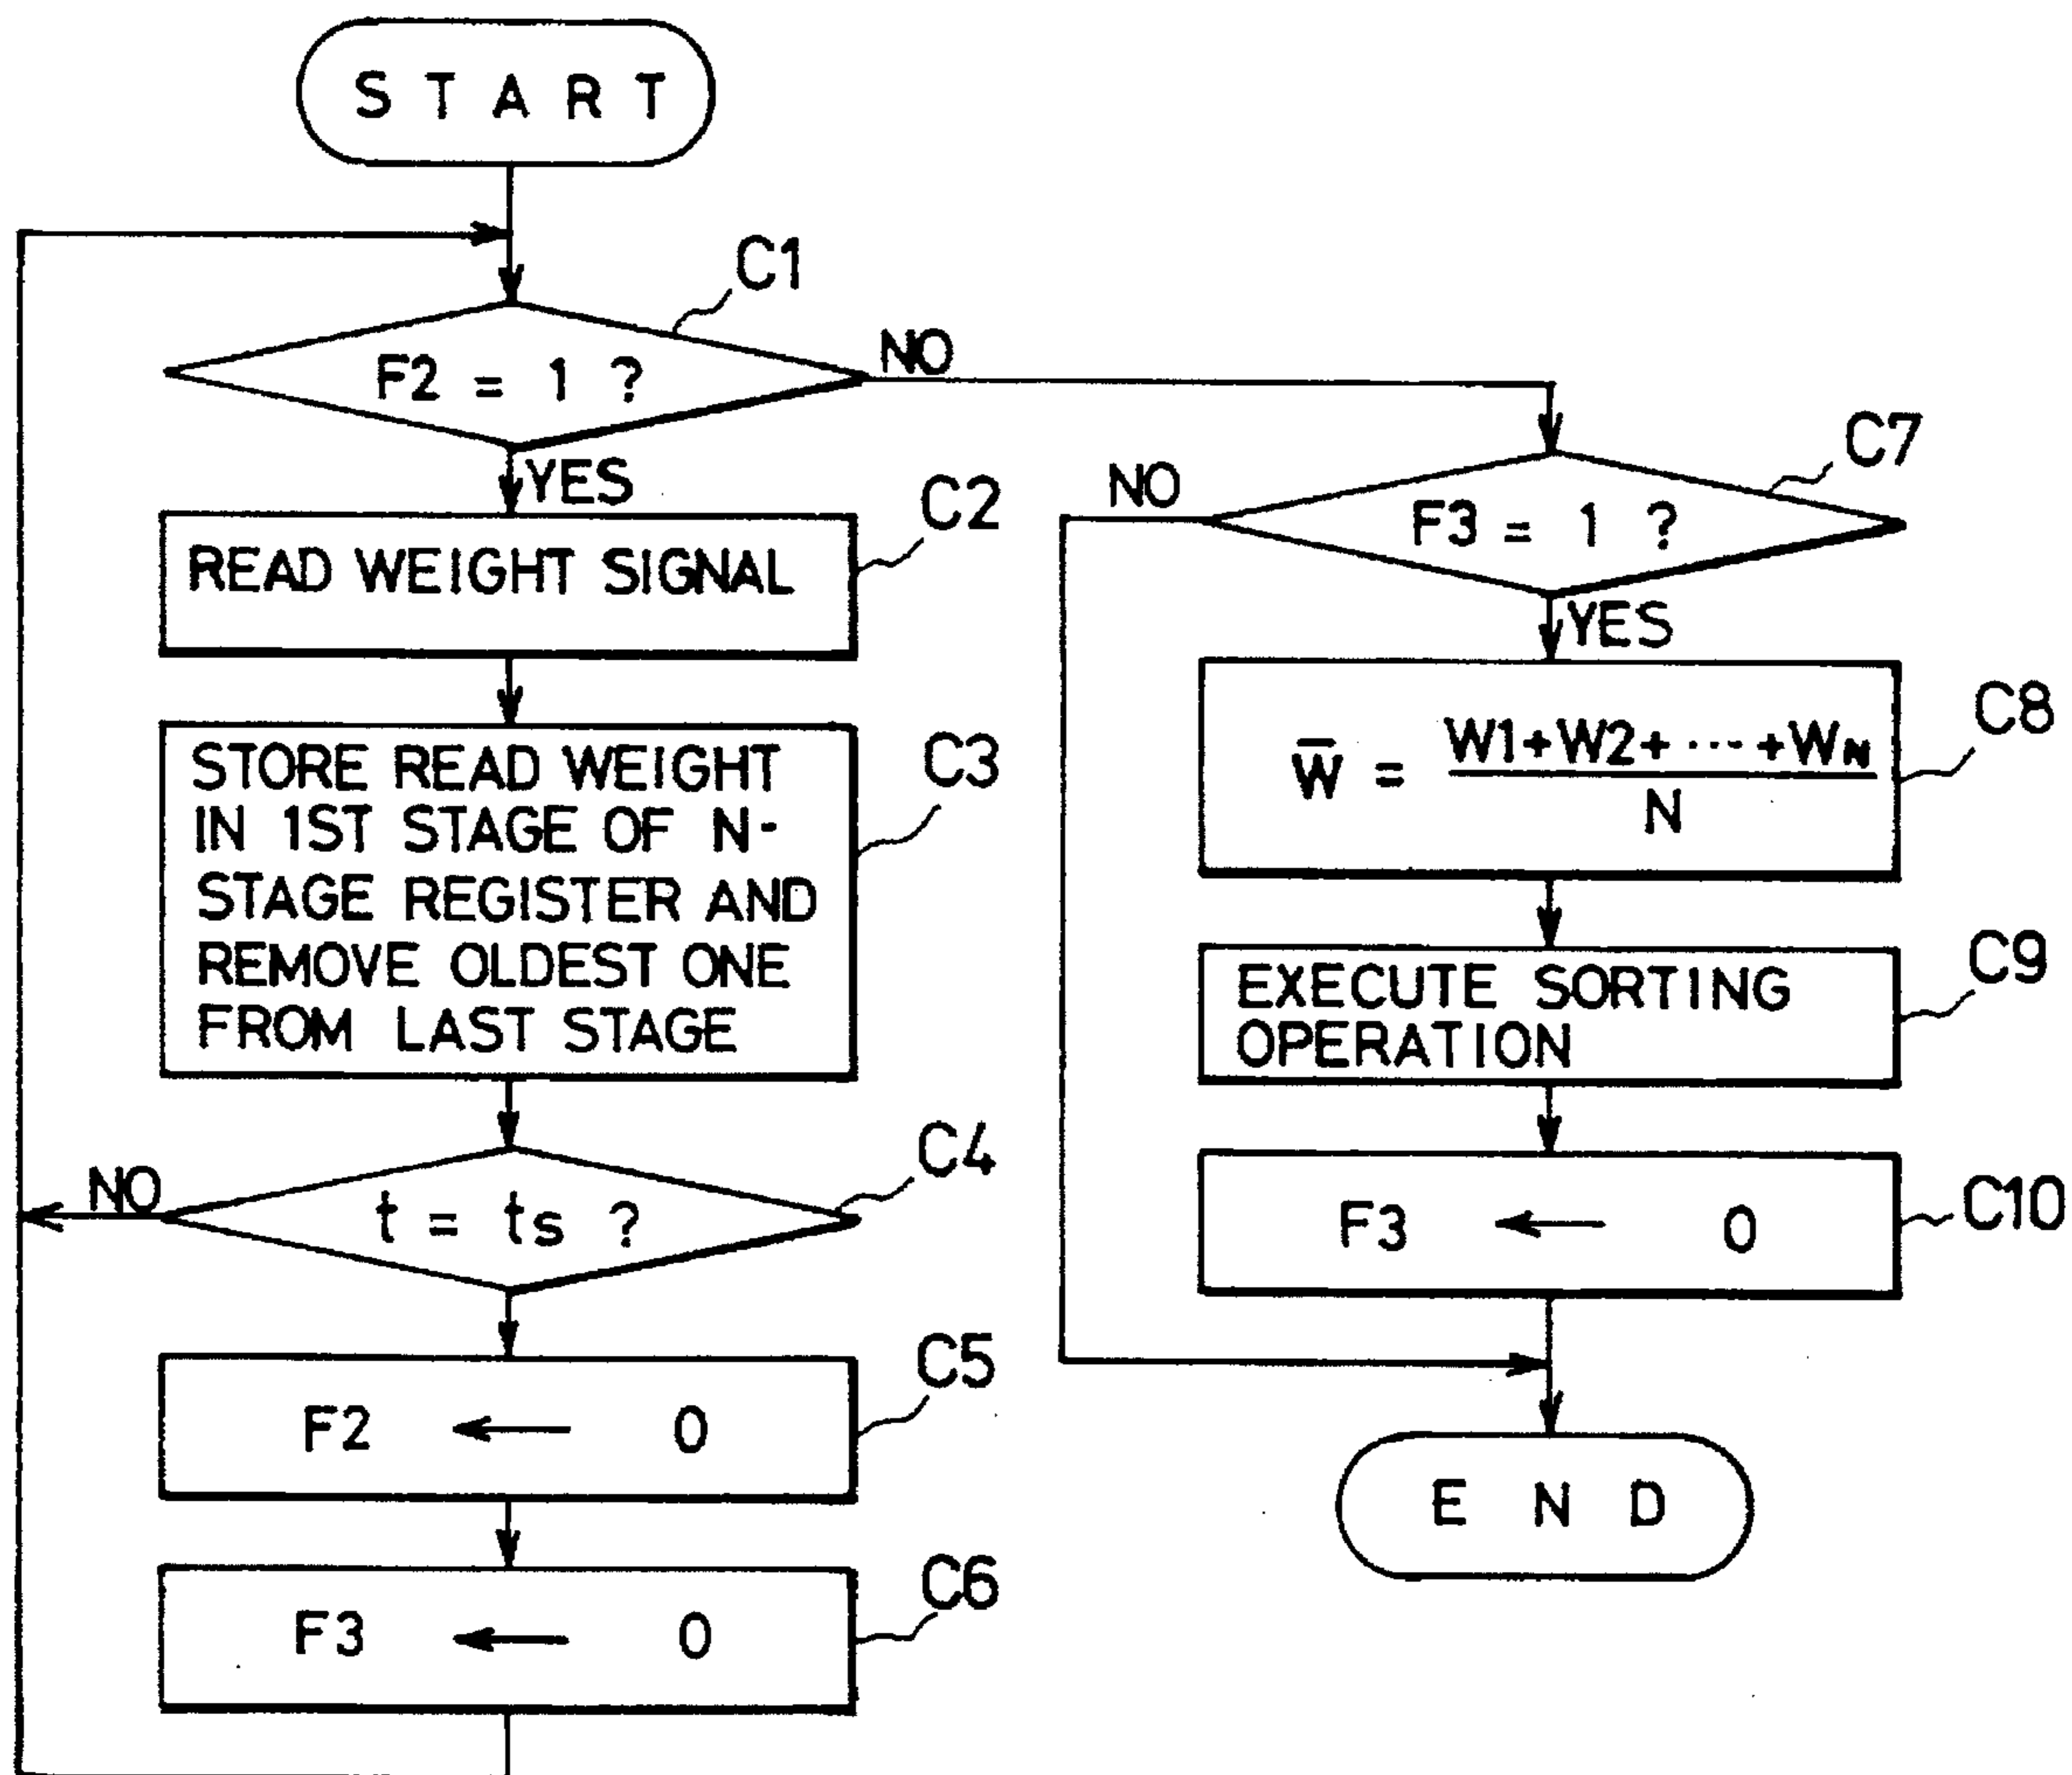 START
C1
F2 = 1 ?
NO
YES
C2
READ WEIGHT SIGNAL
C3
STORE READ WEIGHT
IN 1ST STAGE OF N-
STAGE REGISTER AND
REMOVE OLDEST ONE
FROM LAST STAGE
C4
NO
t = ts ?
C5
F2 ← 0
C6
F3 ← 0
C7
NO
F3 = 1 ?
YES
C8
W̄ = (W1+W2+····+WN) / N
C9
EXECUTE SORTING
OPERATION
C10
F3 ← 0
END